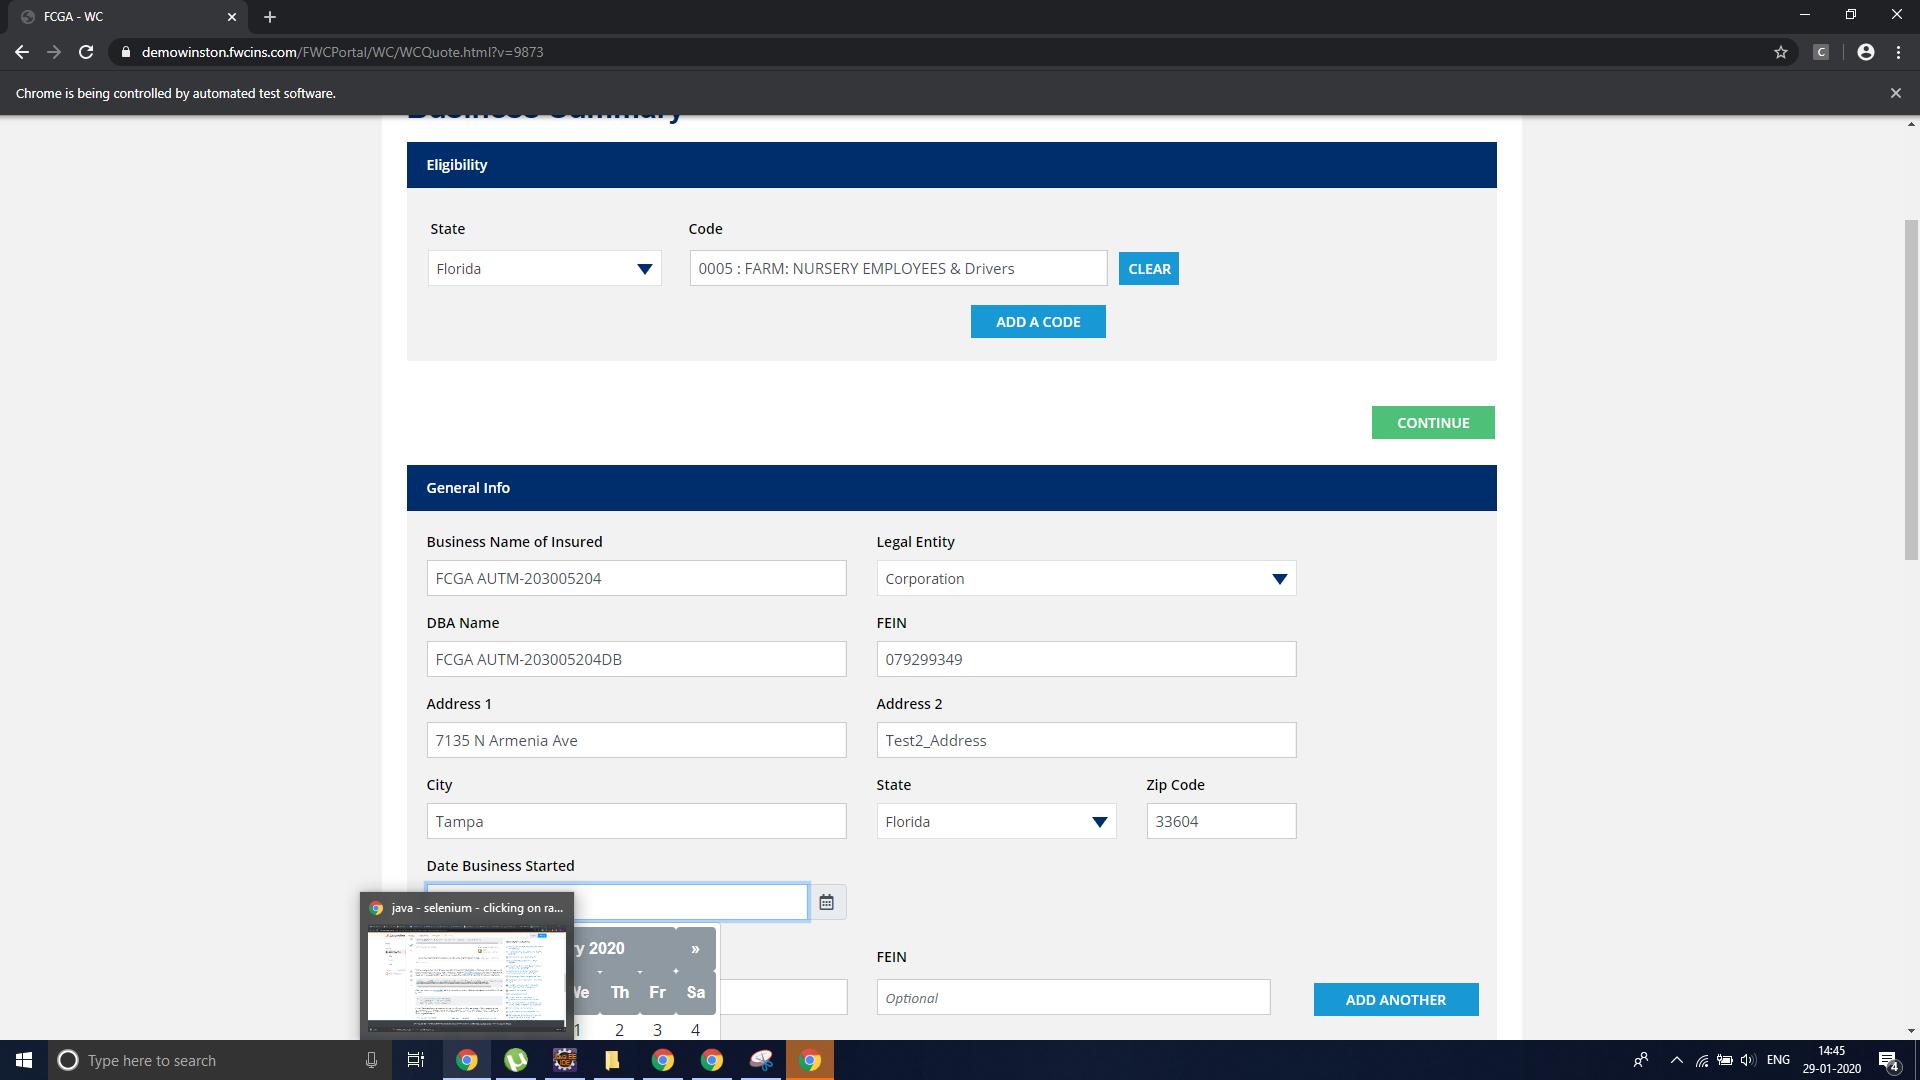 FCGA - WC
demowinston.fwcins.com/FWCPortal/WC/WCQuote.html?v=9873
C
Chrome is being controlled by automated test software.
Business Summary
Eligibility
State
Code
Florida
0005 : FARM: NURSERY EMPLOYEES & Drivers
CLEAR
ADD A CODE
CONTINUE
General Info
Business Name of Insured
Legal Entity
FCGA AUTM-203005204
Corporation
DBA Name
FEIN
FCGA AUTM-203005204DB
079299349
Address 1
Address 2
7135 N Armenia Ave
Test2_Address
City
State
Zip Code
Tampa
Florida
33604
Date Business Started
java - selenium - clicking on ra...
ry 2020 »
FEIN
We Th Fr Sa
Optional
ADD ANOTHER
1 2 3 4
Type here to search
ENG
14:45
29-01-2020
4